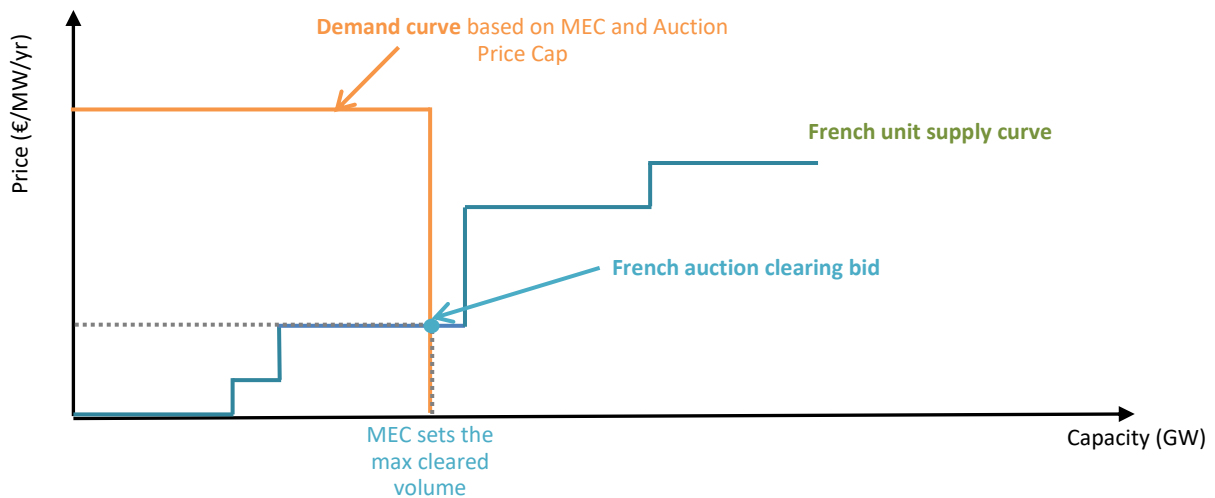 Price (€/MW/yr)
Demand curve based on MEC and Auction
Price Cap
French unit supply curve
French auction clearing bid
MEC sets the
max cleared
volume
Capacity (GW)